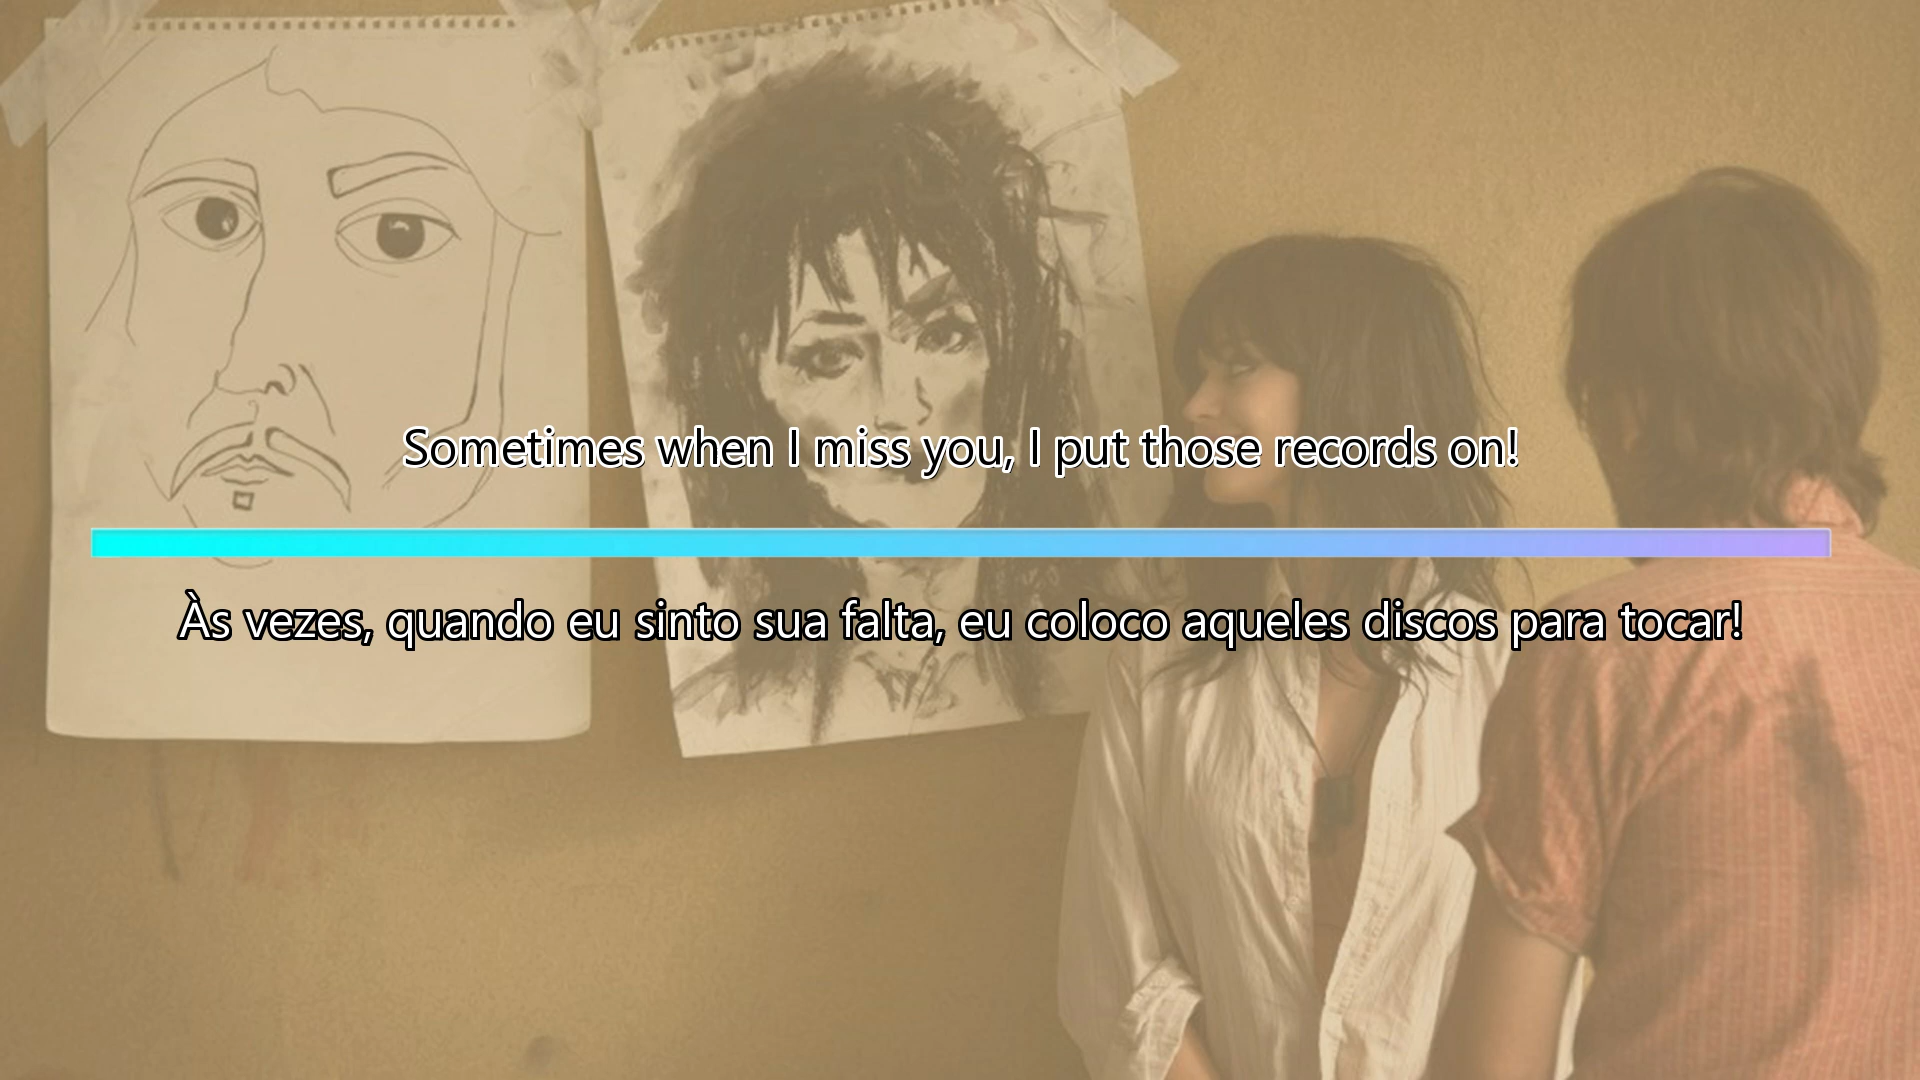 Sometimes when I miss you, I put those records on!
Às vezes, quando eu sinto sua falta, eu coloco aqueles discos para tocar!